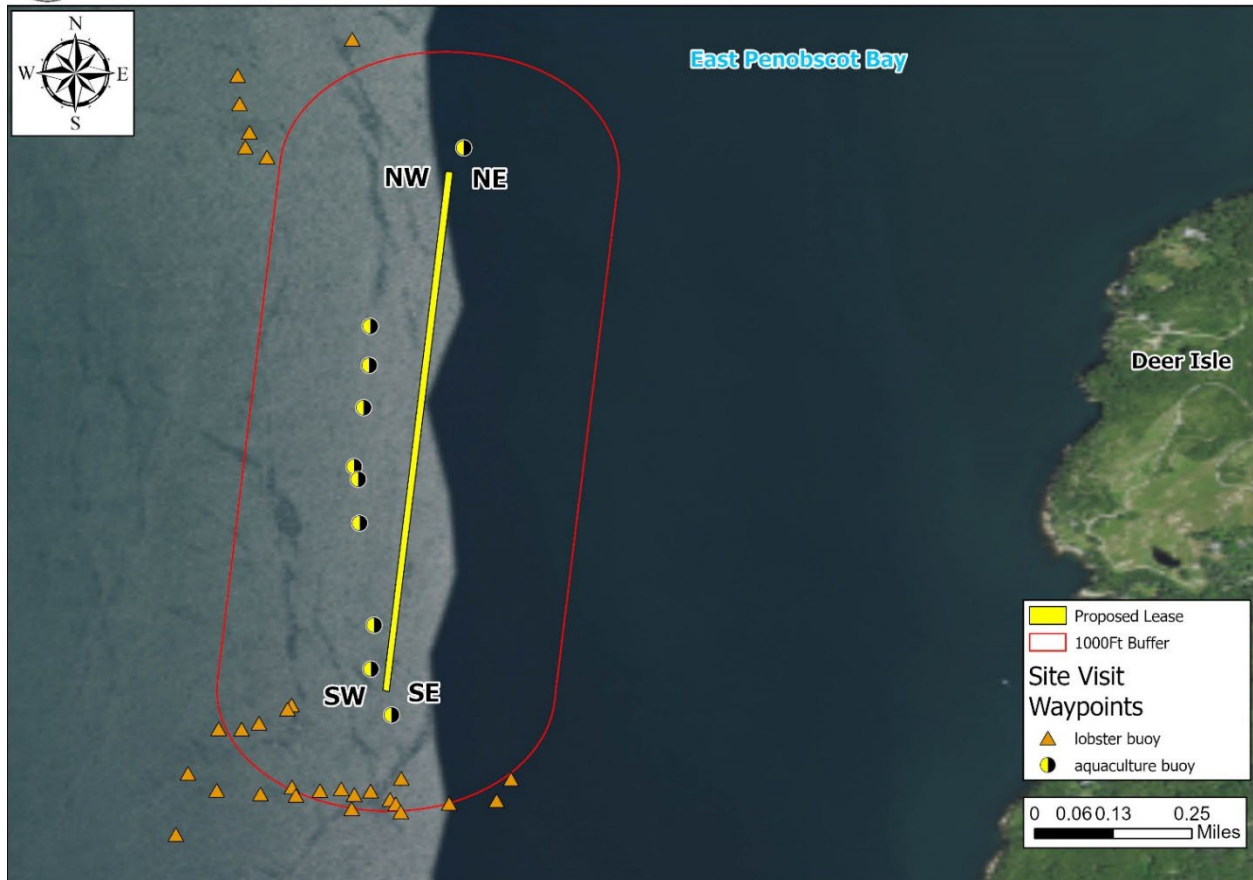 N
W E
S
East Penobscot Bay
NW NE
Deer Isle
SW SE
Proposed Lease
1000Ft Buffer
Site Visit
Waypoints
lobster buoy
aquaculture buoy
0 0.06 0.13 0.25
Miles